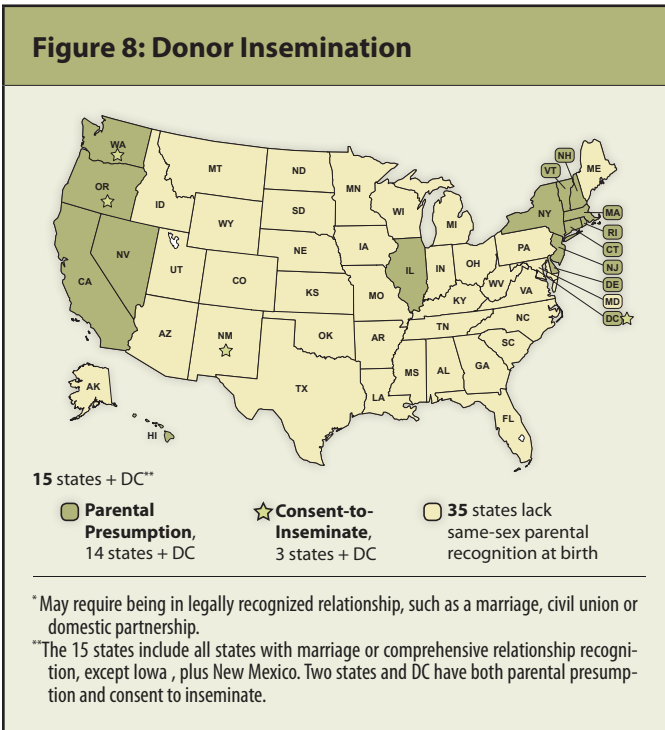 Figure 8: Donor Insemination
WA
OR
CA
NV
ID
MT
WY
UT
AZ
CO
NM
ND
SD
NE
KS
OK
TX
MN
IA
MO
AR
LA
WI
IL
MI
IN
OH
KY
TN
MS
AL
GA
FL
SC
NC
VA
WV
PA
NY
ME
VT
NH
MA
RI
CT
NJ
DE
MD
DC
AK
HI
15 states + DC**
Parental
Presumption,
14 states + DC
Consent-to-
Inseminate,
3 states + DC
35 states lack
same-sex parental
recognition at birth
* May require being in legally recognized relationship, such as a marriage, civil union or
domestic partnership.
**The 15 states include all states with marriage or comprehensive relationship recogni-
tion, except Iowa , plus New Mexico. Two states and DC have both parental presump-
tion and consent to inseminate.